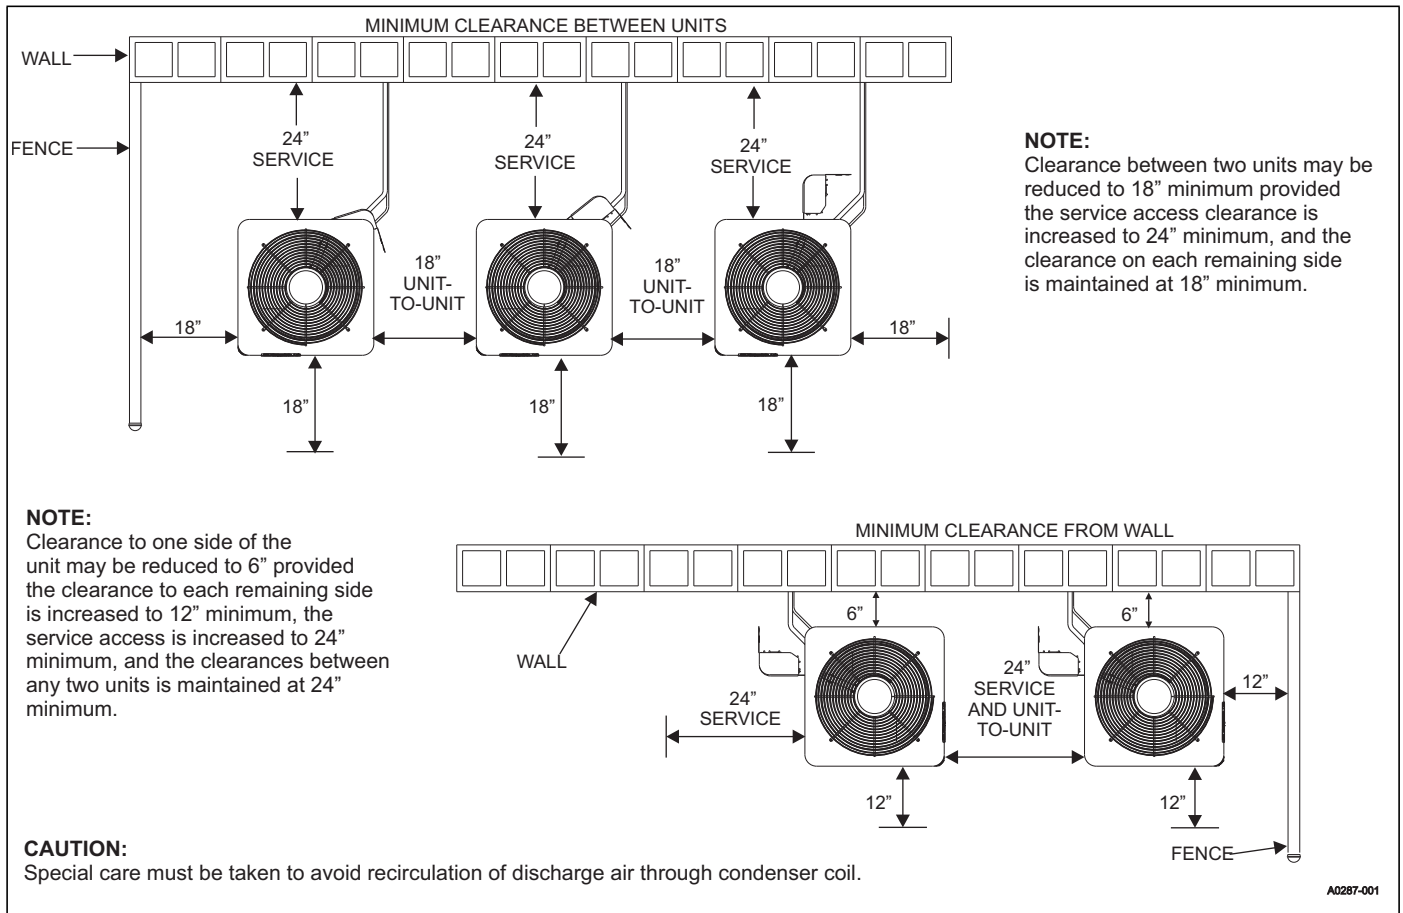 MINIMUM CLEARANCE BETWEEN UNITS
WALL
FENCE
24”
SERVICE
24”
SERVICE
24”
SERVICE
18”
UNIT-
TO-UNIT
18”
UNIT-
TO-UNIT
18”
18”
18”
18”
18”
NOTE:
Clearance between two units may be
reduced to 18” minimum provided
the service access clearance is
increased to 24” minimum, and the
clearance on each remaining side
is maintained at 18” minimum.
NOTE:
Clearance to one side of the
unit may be reduced to 6” provided
the clearance to each remaining side
is increased to 12” minimum, the
service access is increased to 24”
minimum, and the clearances between
any two units is maintained at 24”
minimum.
MINIMUM CLEARANCE FROM WALL
6”
6”
WALL
24”
SERVICE
24”
SERVICE
AND UNIT-
TO-UNIT
12”
12”
12”
FENCE
CAUTION:
Special care must be taken to avoid recirculation of discharge air through condenser coil.
A0287-001